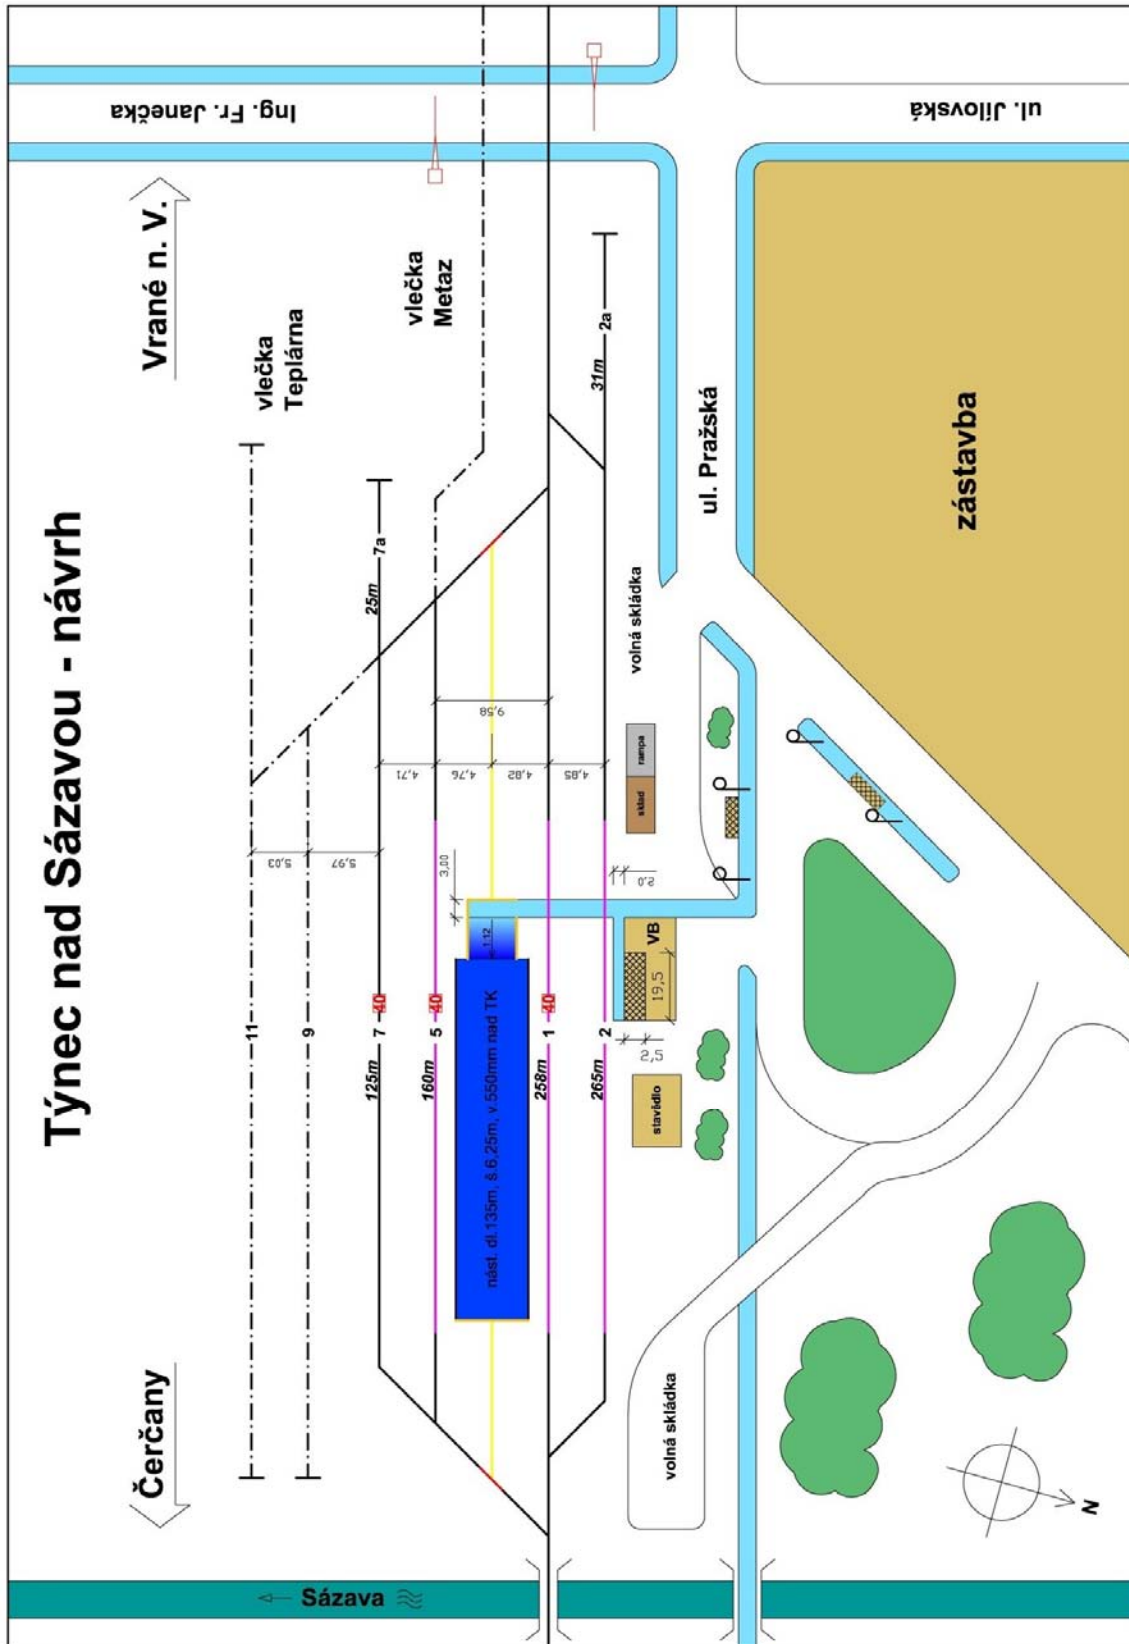 Týnec nad Sázavou - návrh
Čerčany
Vrané n. V.
Ing. Fr. Janečka
ul. Jílovská
vlečka
Teplárna
vlečka
Metaz
11
9
125m
7
40
25m
7a
160m
5
40
258m
1
40
265m
2
31m
2a
5,03
5,97
4,71
4,76
4,82
4,85
9,58
3,00
1:12
2,0
19,5
5,2
nást. dl.135m, š.6,25m, v.550mm nad TK
VB
stavědlo
sklad
rampa
volná skládka
volná skládka
ul. Pražská
zástavba
Sázava
N